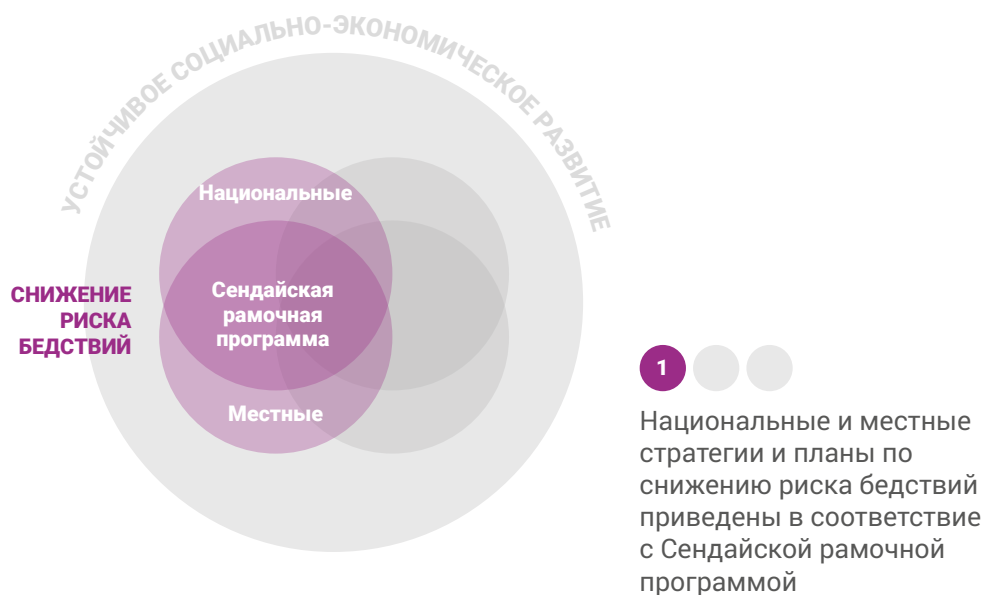 УСТОЙЧИВОЕ СОЦИАЛЬНО-ЭКОНОМИЧЕСКОЕ РАЗВИТИЕ
Национальные
СНИЖЕНИЕ
РИСКА
БЕДСТВИЙ
Сендайская
рамочная
программа
Местные
1
Национальные и местные
стратегии и планы по
снижению риска бедствий
приведены в соответствие
с Сендайской рамочной
программой